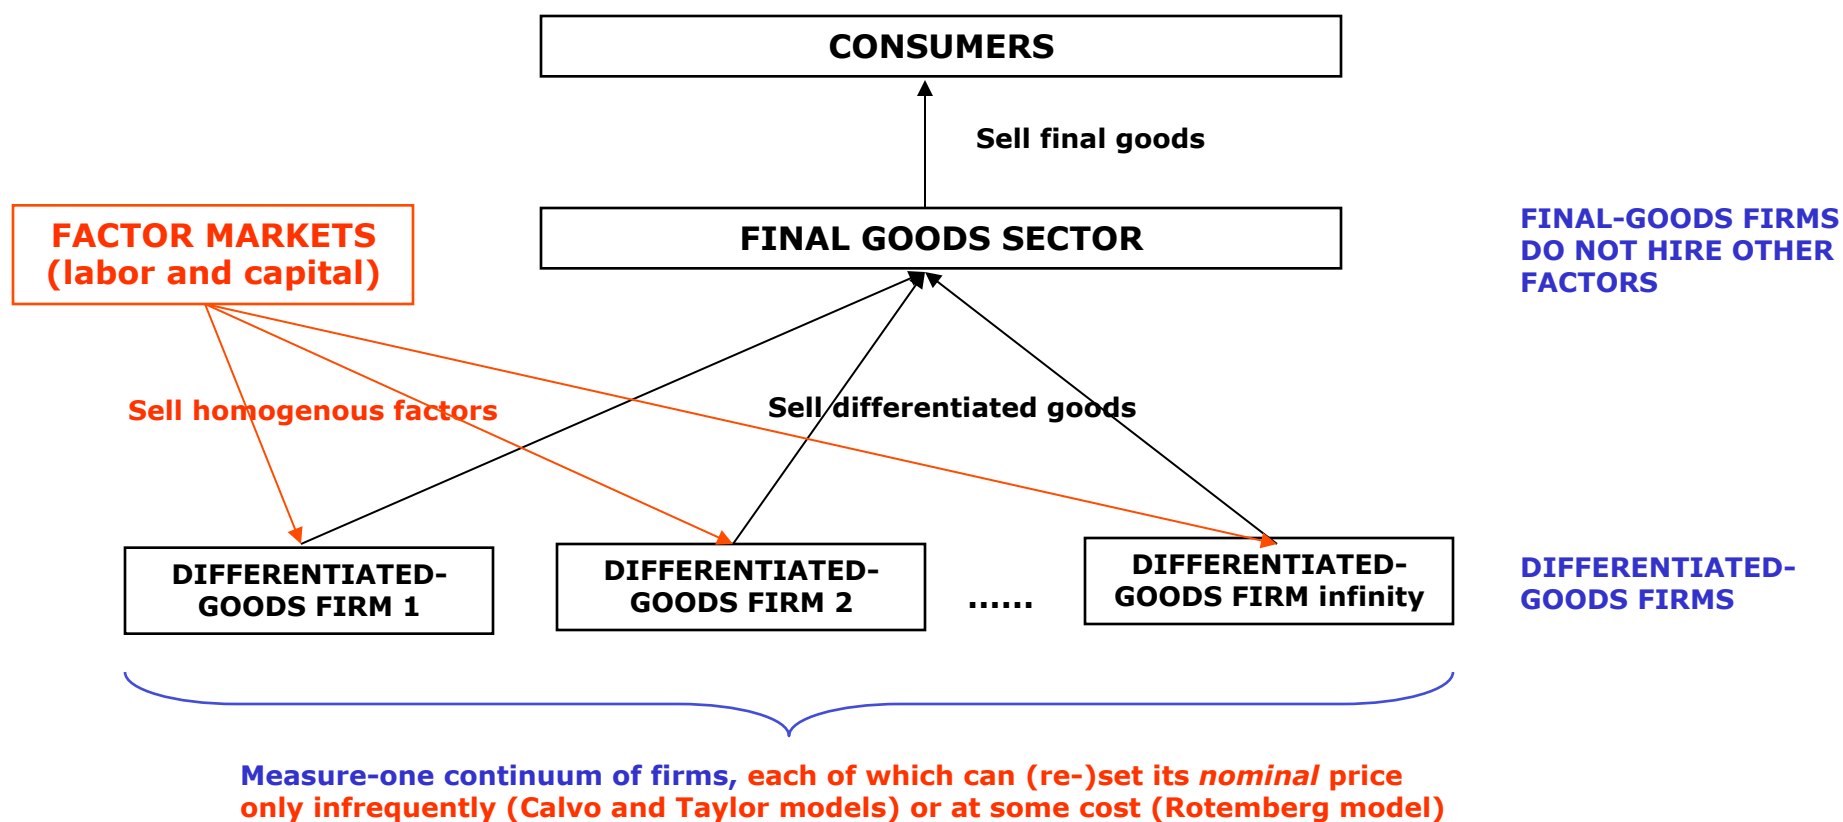 CONSUMERS
Sell final goods
FACTOR MARKETS
(labor and capital)
FINAL GOODS SECTOR
FINAL-GOODS FIRMS
DO NOT HIRE OTHER
FACTORS
Sell homogenous factors
Sell differentiated goods
DIFFERENTIATED-
GOODS FIRM 1
DIFFERENTIATED-
GOODS FIRM 2
......
DIFFERENTIATED-
GOODS FIRM infinity
DIFFERENTIATED-
GOODS FIRMS
Measure-one continuum of firms, each of which can (re-)set its nominal price
only infrequently (Calvo and Taylor models) or at some cost (Rotemberg model)